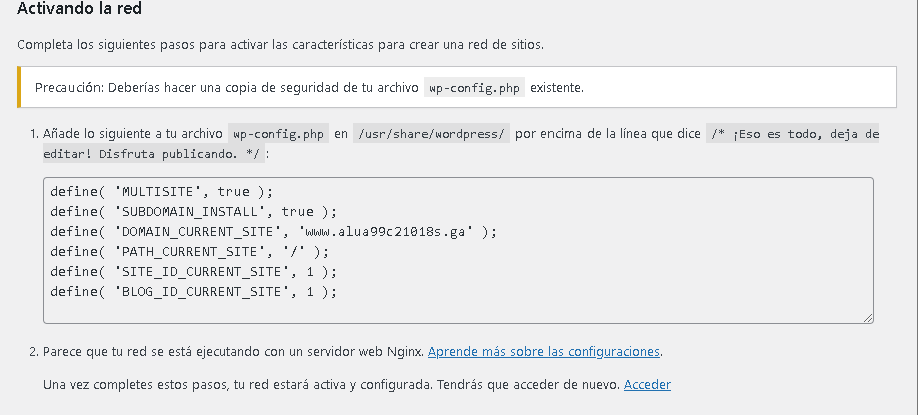 Activando la red
Completa los siguientes pasos para activar las características para crear una red de sitios.
Precaución: Deberías hacer una copia de seguridad de tu archivo wp-config.php existente.
1. Añade lo siguiente a tu archivo wp-config.php en /usr/share/wordpress/ por encima de la línea que dice /* ¡Eso es todo, deja de
editar! Disfruta publicando. */ :
define( 'MULTISITE', true );
define( 'SUBDOMAIN_INSTALL', true );
define( 'DOMAIN_CURRENT_SITE', 'www.alua99c21018s.ga' );
define( 'PATH_CURRENT_SITE', '/' );
define( 'SITE_ID_CURRENT_SITE', 1 );
define( 'BLOG_ID_CURRENT_SITE', 1 );
2. Parece que tu red se está ejecutando con un servidor web Nginx. Aprende más sobre las configuraciones.
Una vez completes estos pasos, tu red estará activa y configurada. Tendrás que acceder de nuevo. Acceder